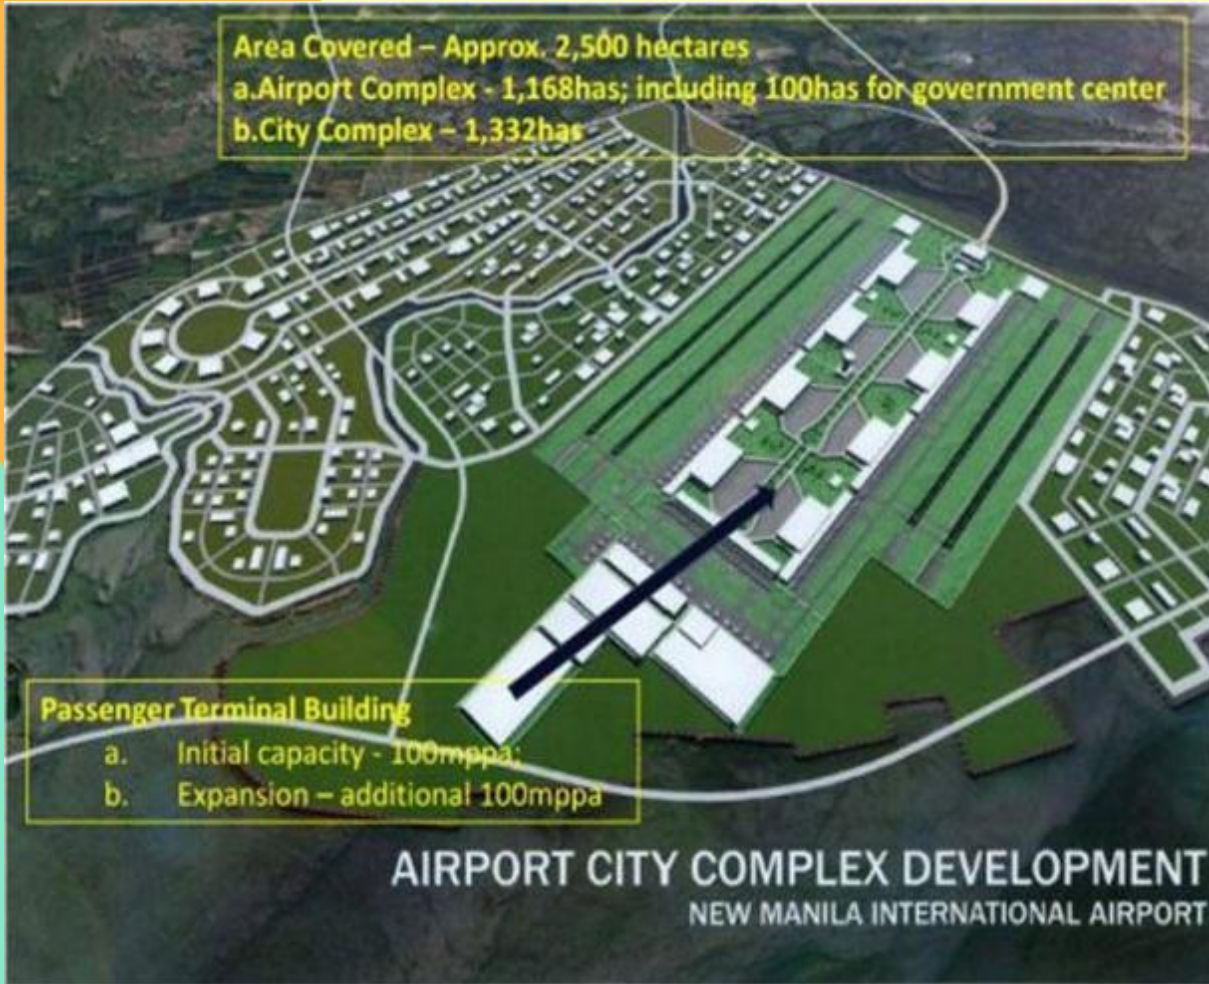 Area Covered – Approx. 2,500 hectares
a.Airport Complex - 1,168has; including 100has for government center
b.City Complex – 1,332has
Passenger Terminal Building
a. Initial capacity - 100mppa;
b. Expansion – additional 100mppa
AIRPORT CITY COMPLEX DEVELOPMENT
NEW MANILA INTERNATIONAL AIRPORT